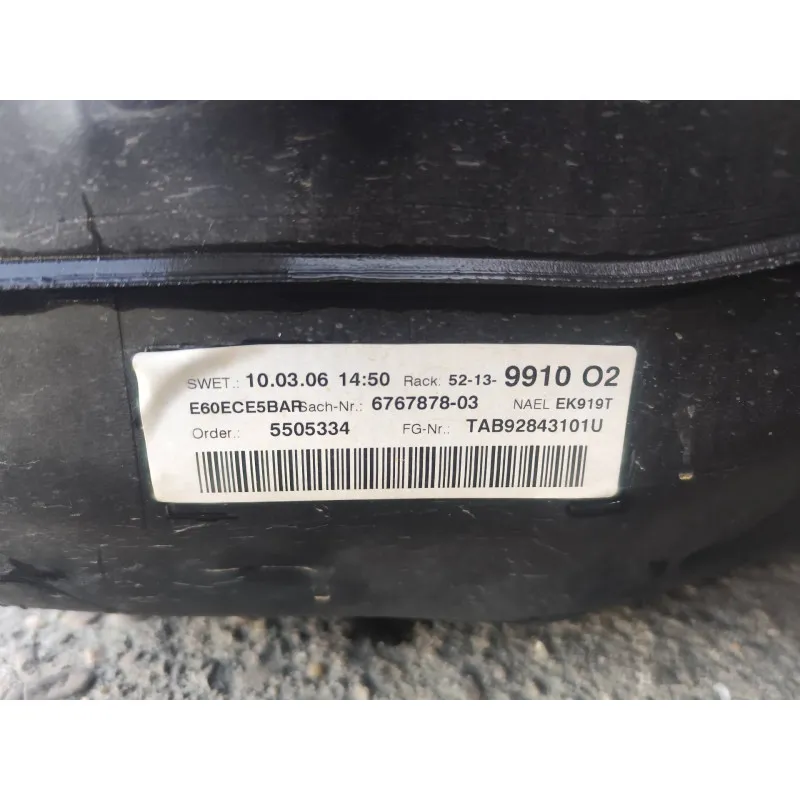 SWET.: 10.03.06 14:50 Rack: 52-13- 9910 02
E60ECE5BAR Sach-Nr.: 6767878-03 NAEL EK919T
Order.: 5505334 FG-Nr.: TAB92843101U